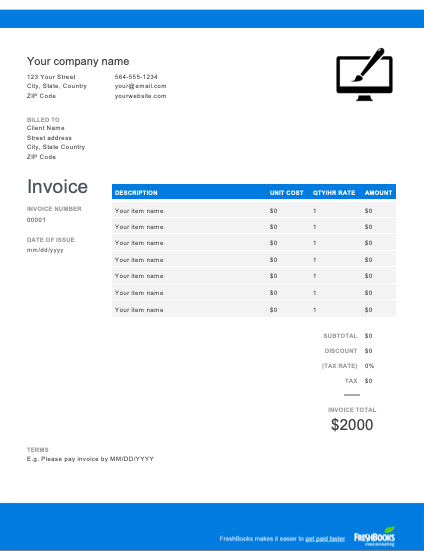 Your company name
123 Your Street
564-555-1234
City, State, Country
your@email.com
ZIP Code
yourwebsite.com
BILLED TO
Client Name
Street address
City, State Country
ZIP Code
Invoice
INVOICE NUMBER
00001
DATE OF ISSUE
mm/dd/yyyy
DESCRIPTION UNIT COST QTY/HR RATE AMOUNT
Your item name $0 1 $0
Your item name $0 1 $0
Your item name $0 1 $0
Your item name $0 1 $0
Your item name $0 1 $0
Your item name $0 1 $0
Your item name $0 1 $0
SUBTOTAL $0
DISCOUNT $0
(TAX RATE) 0%
TAX $0
INVOICE TOTAL
$2000
TERMS
E.g. Please pay invoice by MM/DD/YYYY
FreshBooks makes it easier to get paid faster
FRESHBOOKS
cloud accounting